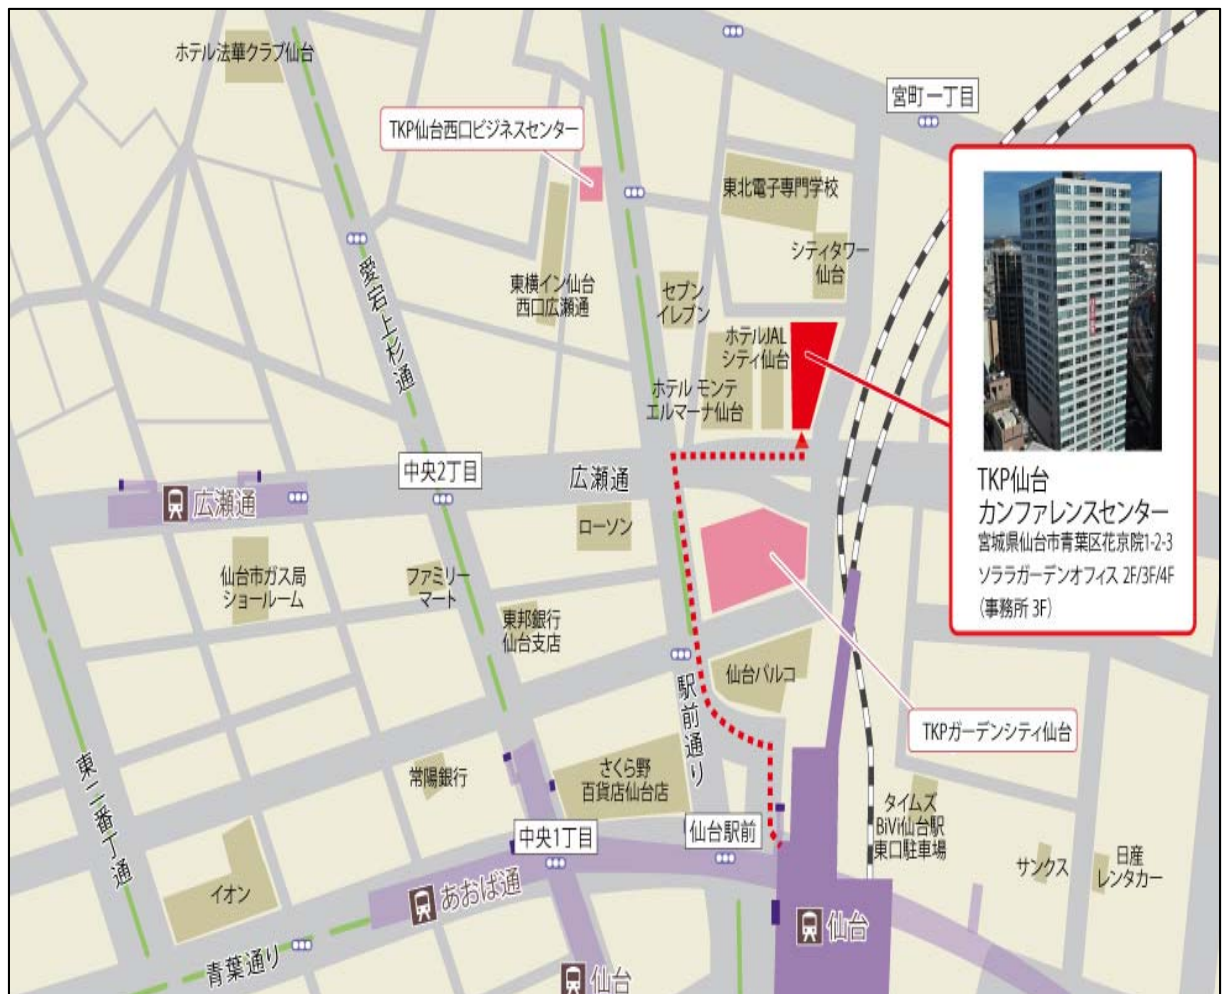 ホテル法華クラブ仙台
宮町一丁目
TKP仙台西口ビジネスセンター
東北電子専門学校
シティタワー
仙台
愛宕上杉通
東横イン仙台
西口広瀬通
セブン
イレブン
ホテルJAL
シティ仙台
ホテル モンテ
エルマーナ仙台
TKP仙台
カンファレンスセンター
宮城県仙台市青葉区花京院1-2-3
ソララガーデンオフィス 2F/3F/4F
（事務所 3F）
中央2丁目
広瀬通
広瀬通
ローソン
仙台市ガス局
ショールーム
ファミリー
マート
東邦銀行
仙台支店
仙台パルコ
駅前通り
TKPガーデンシティ仙台
東二番丁通
常陽銀行
さくら野
百貨店仙台店
タイムズ
BiVi仙台駅
東口駐車場
中央1丁目
仙台駅前
サンクス
日産
レンタカー
イオン
あおば通
仙台
青葉通り
仙台